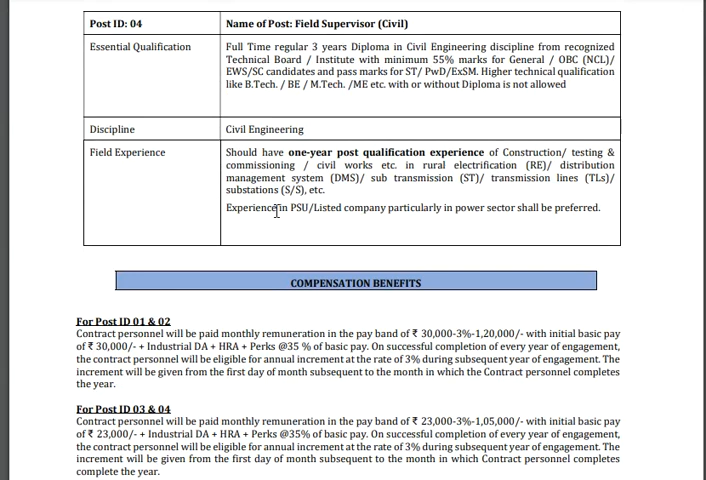 Post ID: 04 Name of Post: Field Supervisor (Civil)
Essential Qualification Full Time regular 3 years Diploma in Civil Engineering discipline from recognized
Technical Board / Institute with minimum 55% marks for General / OBC (NCL)/
EWS/SC candidates and pass marks for ST/ PwD/ExSM. Higher technical qualification
like B.Tech. / BE / M.Tech. /ME etc. with or without Diploma is not allowed
Discipline Civil Engineering
Field Experience Should have one-year post qualification experience of Construction/ testing &
commissioning / civil works etc. in rural electrification (RE)/ distribution
management system (DMS)/ sub transmission (ST)/ transmission lines (TLs)/
substations (S/S), etc.
Experience in PSU/Listed company particularly in power sector shall be preferred.
COMPENSATION BENEFITS
For Post ID 01 & 02
Contract personnel will be paid monthly remuneration in the pay band of ₹ 30,000-3%-1,20,000/- with initial basic pay
of ₹ 30,000/- + Industrial DA + HRA + Perks @35 % of basic pay. On successful completion of every year of engagement,
the contract personnel will be eligible for annual increment at the rate of 3% during subsequent year of engagement. The
increment will be given from the first day of month subsequent to the month in which the Contract personnel completes
the year.
For Post ID 03 & 04
Contract personnel will be paid monthly remuneration in the pay band of ₹ 23,000-3%-1,05,000/- with initial basic pay
of ₹ 23,000/- + Industrial DA + HRA + Perks @35% of basic pay. On successful completion of every year of engagement,
the contract personnel will be eligible for annual increment at the rate of 3% during subsequent year of engagement. The
increment will be given from the first day of month subsequent to the month in which Contract personnel completes
complete the year.